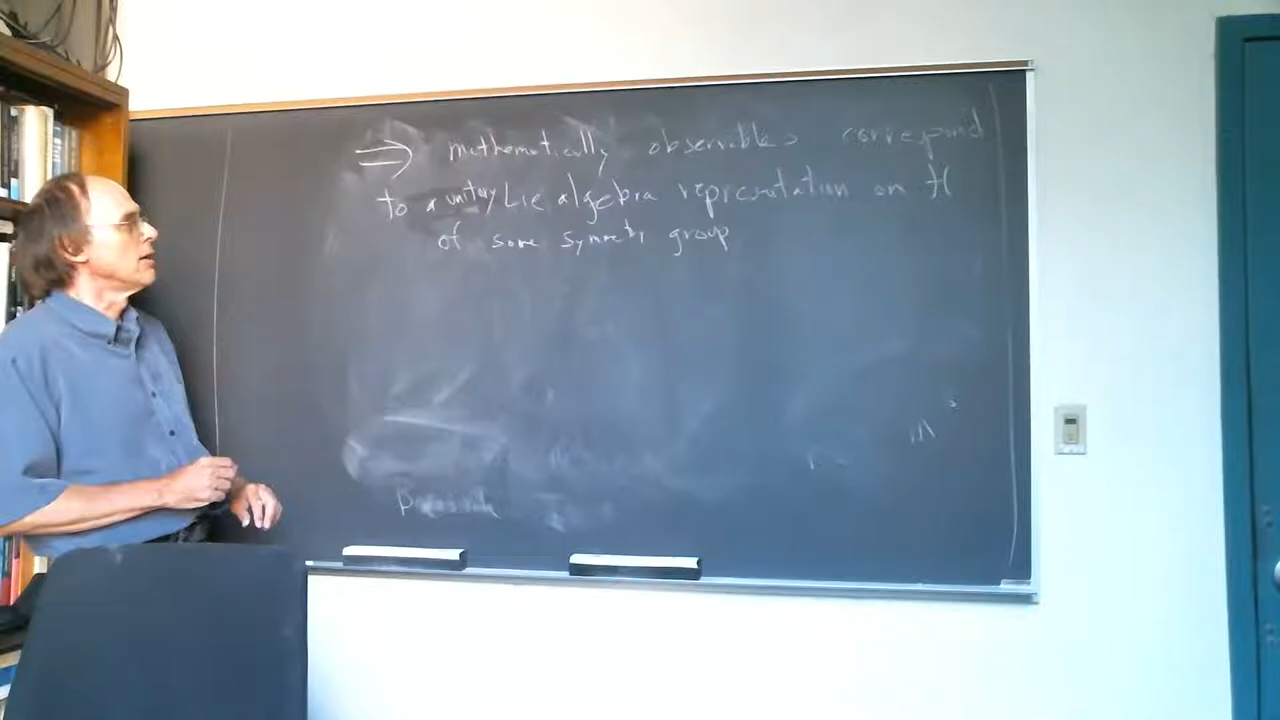 ⇒ mathematically observables correspond
to a unitary Lie algebra representation on H
of some symmetry group